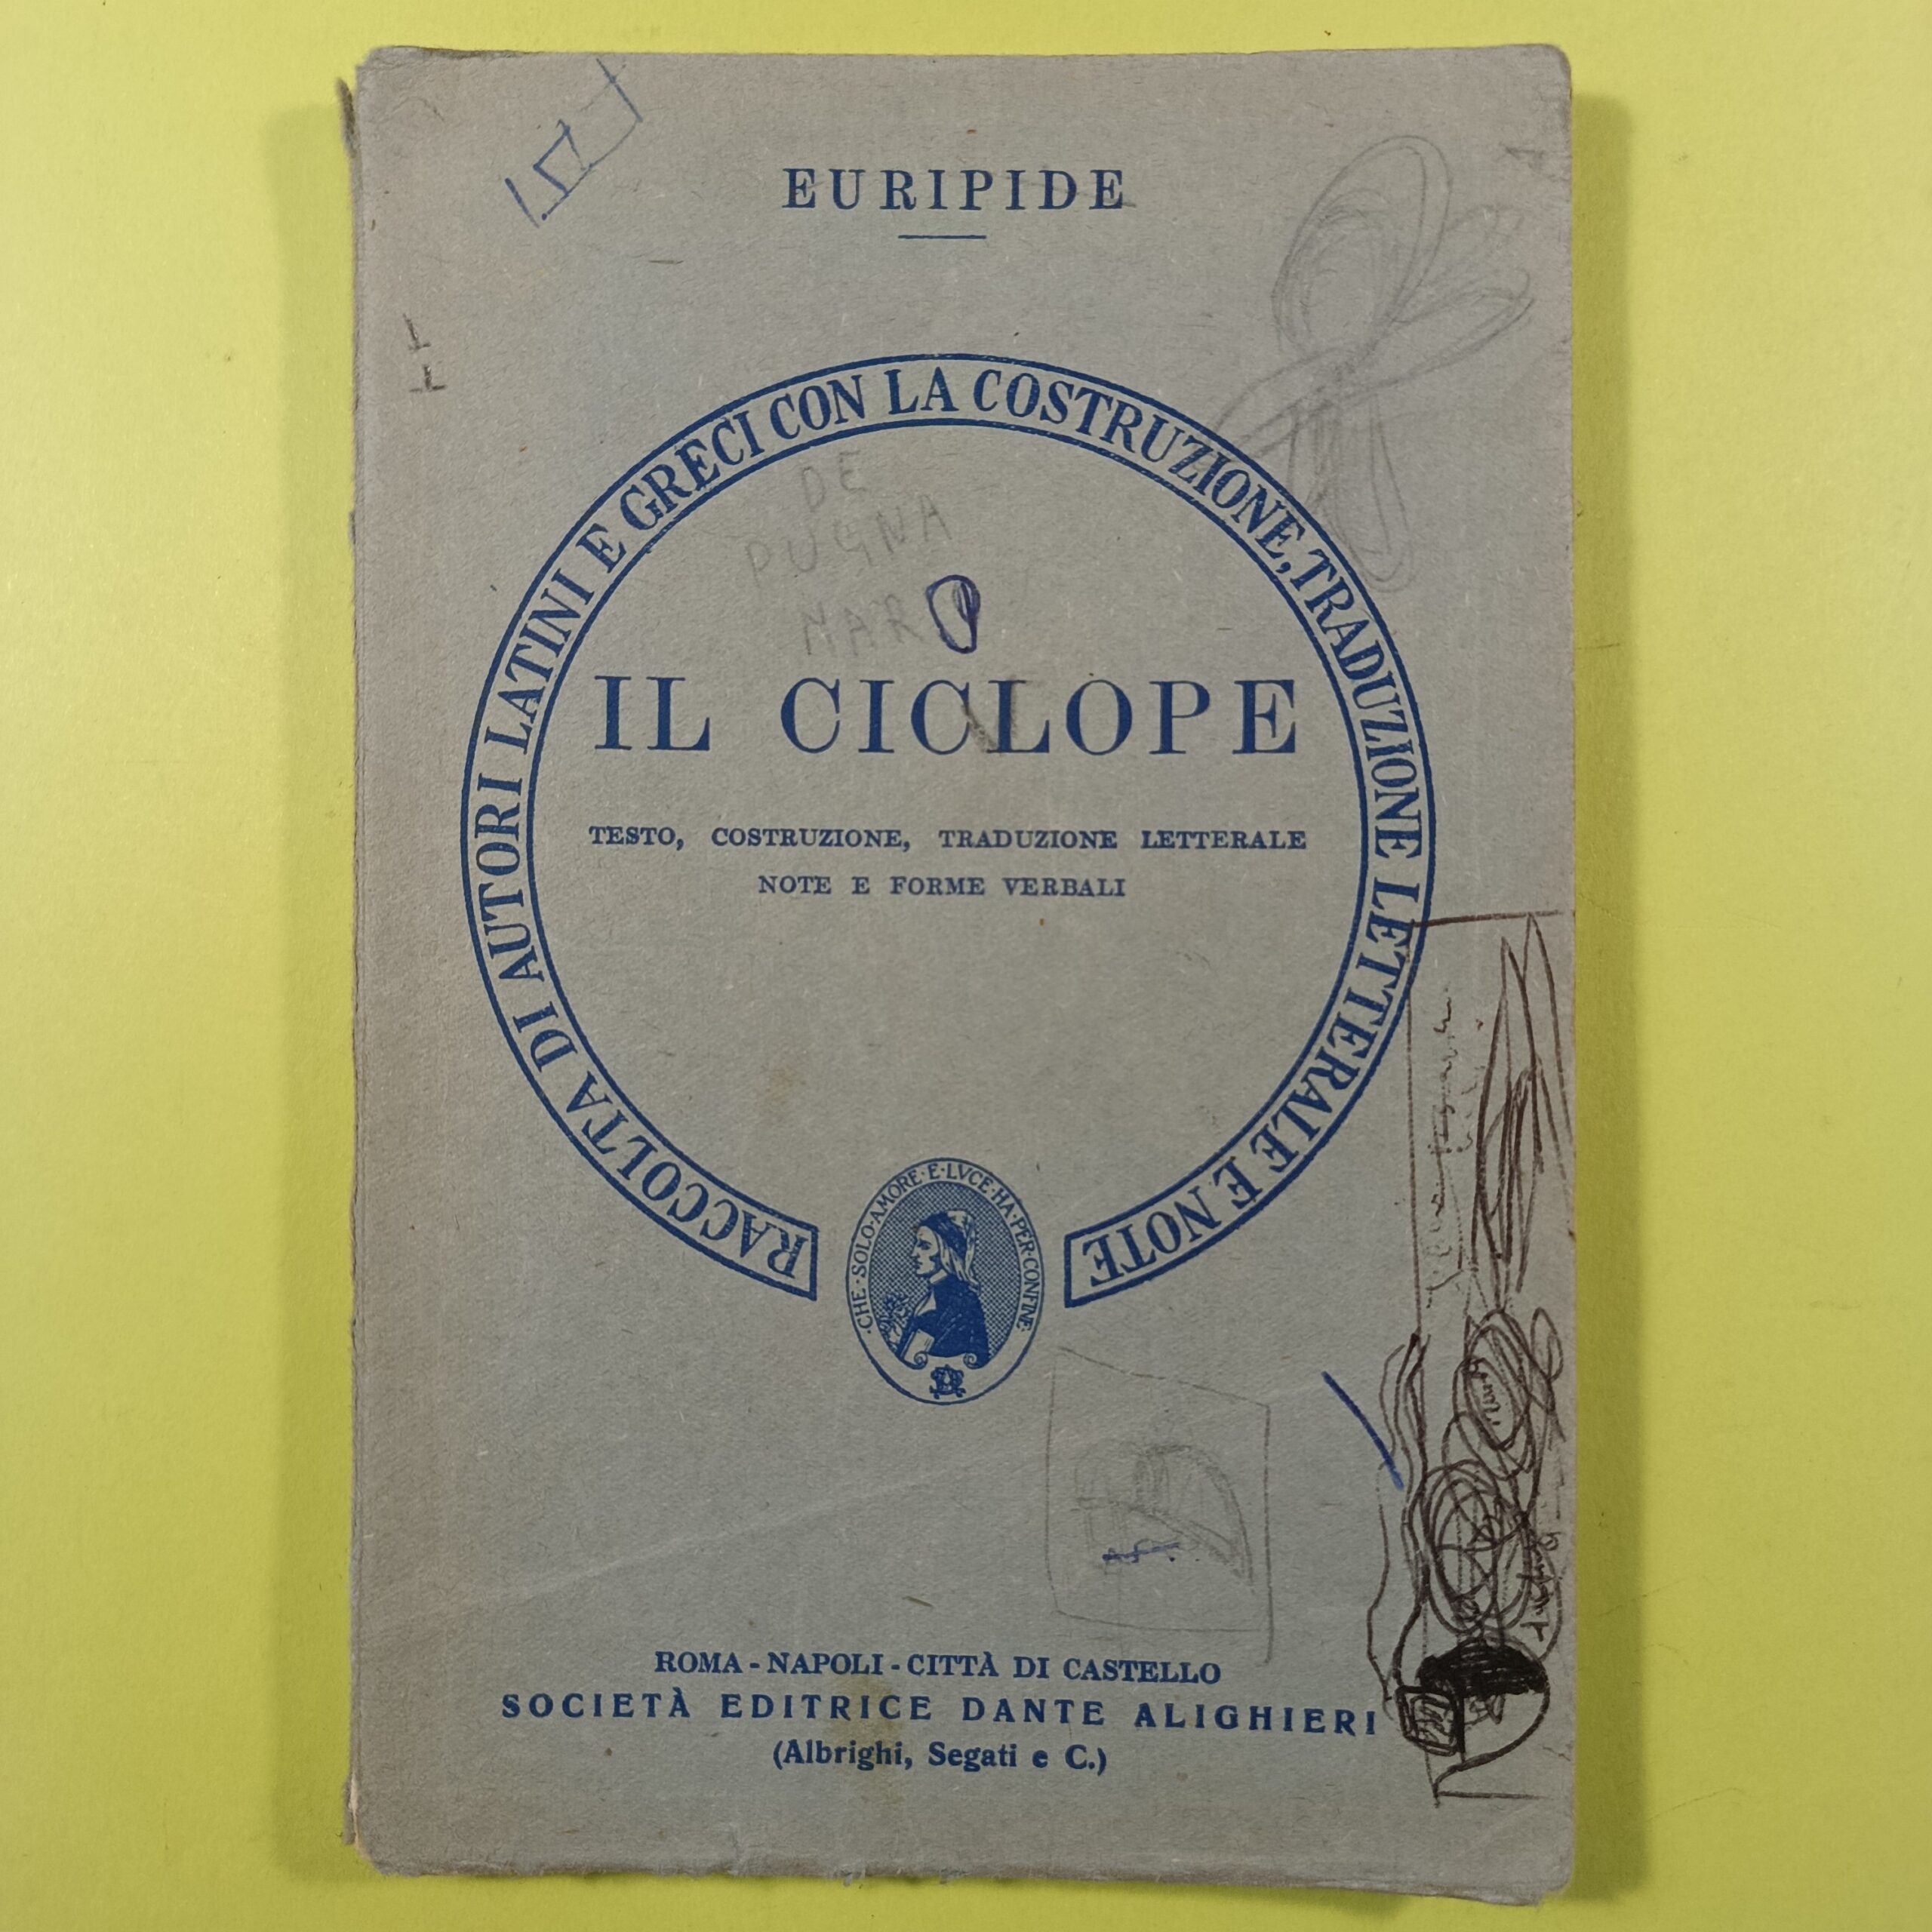 EURIPIDE
RACCOLTA DI AUTORI LATINI E GRECI CON LA COSTRUZIONE, TRADUZIONE LETTERALE E NOTE
DE
PUGNA
MARO
IL CICLOPE
TESTO, COSTRUZIONE, TRADUZIONE LETTERALE
NOTE E FORME VERBALI
·CHE·SOLO·AMORE·E·LVCE·HA·PER·CONFINE·
ROMA - NAPOLI - CITTÀ DI CASTELLO
SOCIETÀ EDITRICE DANTE ALIGHIERI
(Albrighi, Segati e C.)